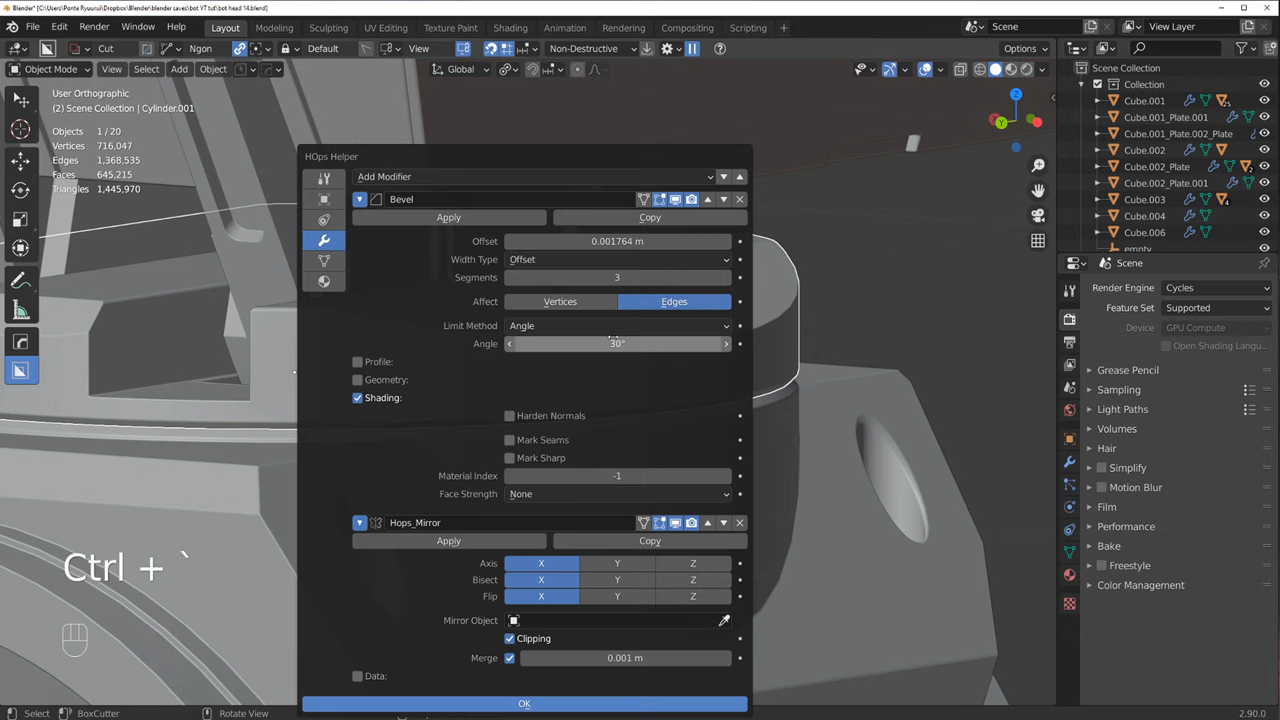 Blender* [C:\Users\Ponte Ryuurui\Dropbox\blender saves\bot YT tut\bot head 14.blend]
File Edit Render Window Help Layout Modeling Sculpting UV Editing Texture Paint Shading Animation Rendering Compositing Scripting + Scene View Layer
Cut Ngon Default View Non-Destructive Options
Object Mode View Select Add Object Global
User Orthographic
(2) Scene Collection | Cylinder.001
Objects 1 / 20
Vertices 716,047
Edges 1,368,535
Faces 645,215
Triangles 1,445,970
Ctrl + `
HOps Helper
Add Modifier
Bevel
Apply Copy
Offset 0.001764 m
Width Type Offset
Segments 3
Affect Vertices Edges
Limit Method Angle
Angle 30°
Profile:
Geometry:
Shading:
Harden Normals
Mark Seams
Mark Sharp
Material Index -1
Face Strength None
Hops_Mirror
Apply Copy
Axis X Y Z
Bisect X Y Z
Flip X Y Z
Mirror Object
Clipping
Merge 0.001 m
Data:
OK
Z
Y
Scene Collection
Collection
Cube.001 25
Cube.001_Plate.001
Cube.001_Plate.002_Plate
Cube.002
Cube.002_Plate 2
Cube.002_Plate.001
Cube.003 4
Cube.004
Cube.006
empty
Scene
Render Engine Cycles
Feature Set Supported
Device GPU Compute
Open Shading Langu...
Grease Pencil
Sampling
Light Paths
Volumes
Hair
Simplify
Motion Blur
Film
Performance
Bake
Freestyle
Color Management
Select BoxCutter Rotate View 2.90.0